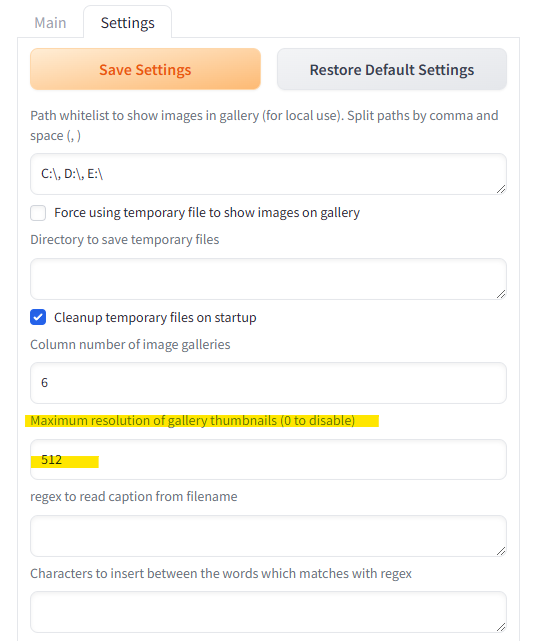 Main
Settings
Save Settings
Restore Default Settings
Path whitelist to show images in gallery (for local use). Split paths by comma and
space (, )
C:\, D:\, E:\
Force using temporary file to show images on gallery
Directory to save temporary files
Cleanup temporary files on startup
Column number of image galleries
6
Maximum resolution of gallery thumbnails (0 to disable)
512
regex to read caption from filename
Characters to insert between the words which matches with regex